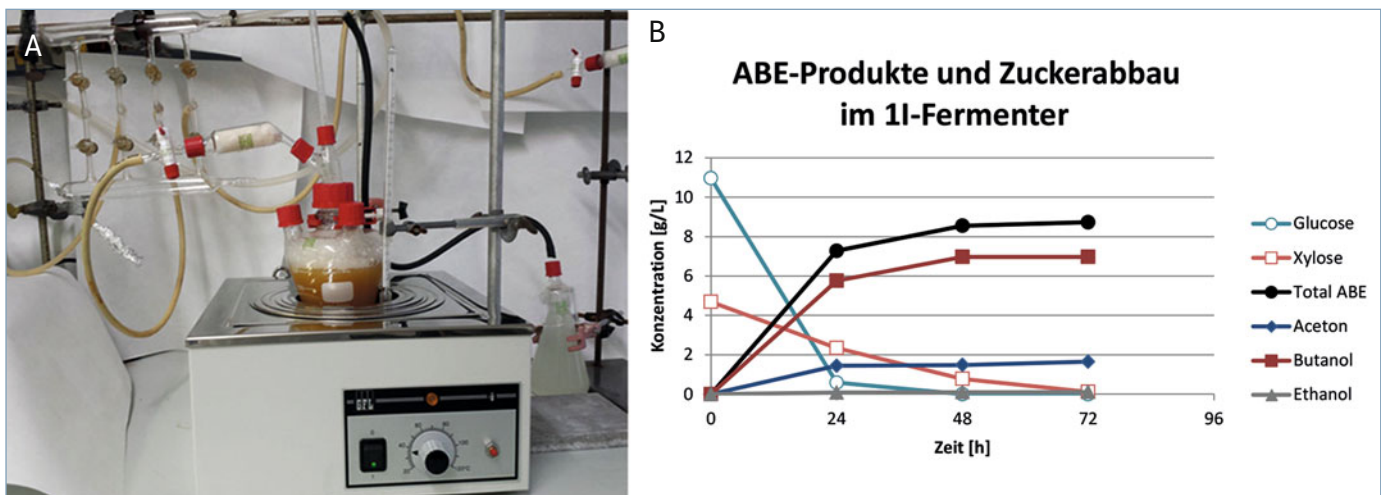 A
GFL
B
ABE-Produkte und Zuckerabbau
im 1l-Fermenter
Konzentration [g/L]
12
10
8
6
4
2
0
0 24 48 72 96
Zeit [h]
Glucose
Xylose
Total ABE
Aceton
Butanol
Ethanol